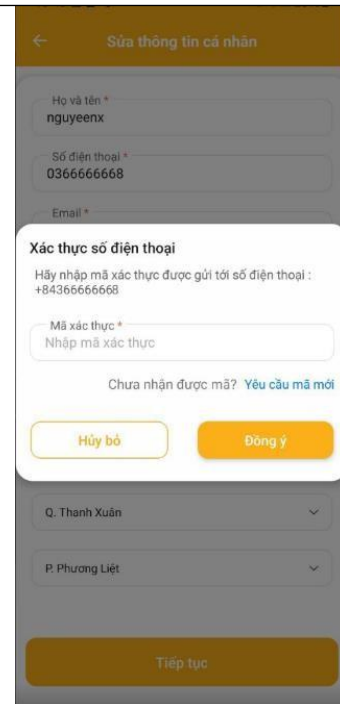 Sửa thông tin cá nhân
Họ và tên *
nguyeenx
Số điện thoại *
0366666668
Email *
Xác thực số điện thoại
Hãy nhập mã xác thực được gửi tới số điện thoại :
+84366666668
Mã xác thực *
Nhập mã xác thực
Chưa nhận được mã? Yêu cầu mã mới
Hủy bỏ
Đồng ý
Q. Thanh Xuân
P. Phương Liệt
Tiếp tục